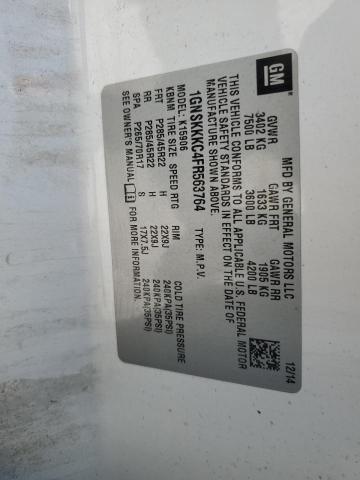 GM
MFD BY GENERAL MOTORS LLC 12/14
GVWR GAWR FRT GAWR RR
3402 KG 1633 KG 1905 KG
7500 LB 3600 LB 4200 LB
THIS VEHICLE CONFORMS TO ALL APPLICABLE U.S. FEDERAL MOTOR
VEHICLE SAFETY STANDARDS IN EFFECT ON THE DATE OF
MANUFACTURE SHOWN ABOVE.
1GNSKKKC4FR563764 TYPE: M.P.V.
MODEL: K15906
KBNM TIRE SIZE SPEED RTG RIM COLD TIRE PRESSURE
FRT P285/45R22 H 22X9J 240KPA(35PSI)
RR P285/45R22 H 22X9J 240KPA(35PSI)
SPA P265/70R17 S 17X7.5J 240KPA(35PSI)
SEE OWNER'S MANUAL FOR MORE INFORMATION.